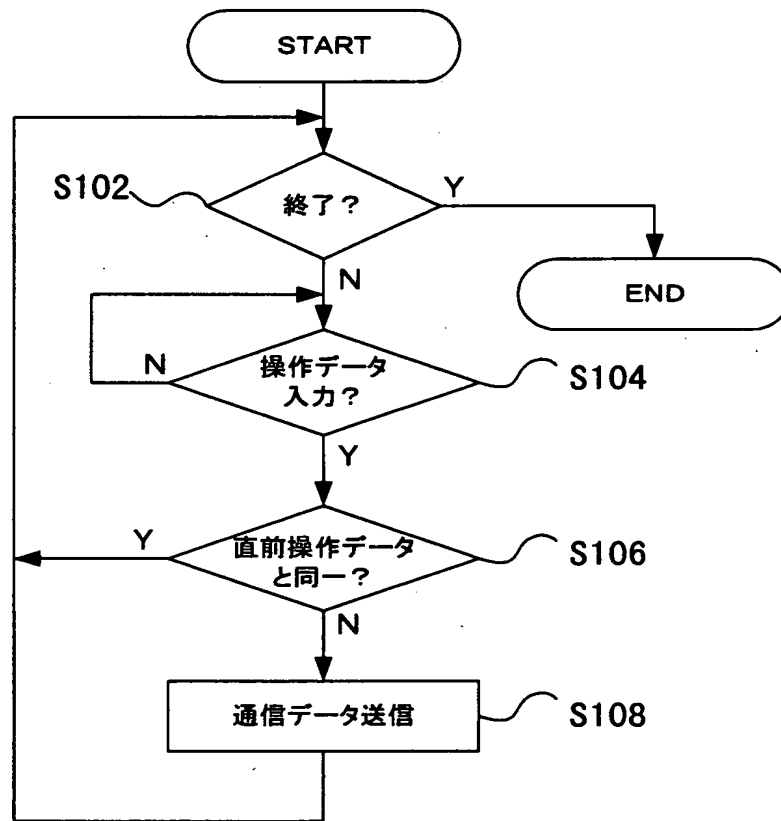 START
S102
終了?
Y
N
END
N
操作データ
入力?
S104
Y
Y
直前操作データ
と同一?
S106
N
通信データ送信
S108